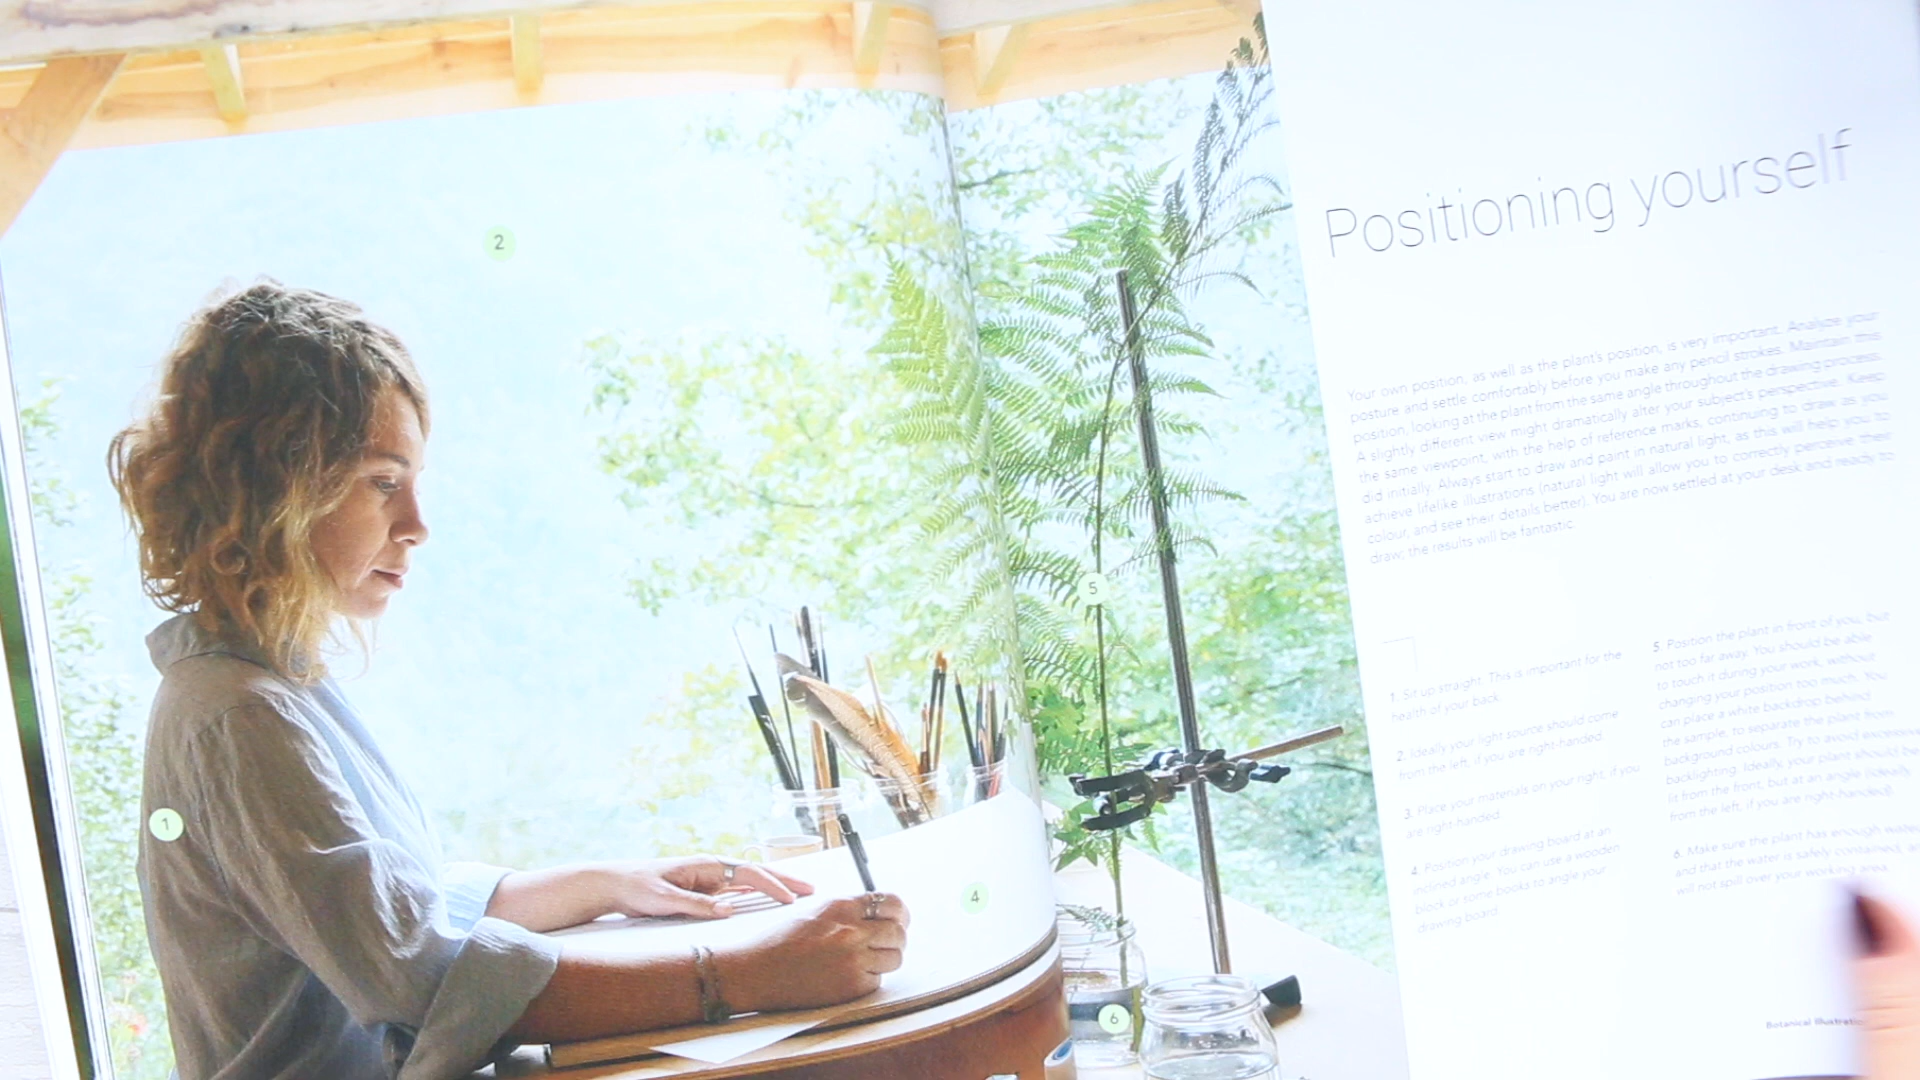 2
5
1
4
6
Positioning yourself
Your own position, as well as the plant's position, is very important. Analyze your
posture and settle comfortably before you make any pencil strokes. Maintain this
position, looking at the plant from the same angle throughout the drawing process.
A slightly different view might dramatically alter your subject's perspective. Keep
the same viewpoint, with the help of reference marks, continuing to draw as you
did initially. Always start to draw and paint in natural light, as this will help you to
achieve lifelike illustrations (natural light will allow you to correctly perceive their
colour, and see their details better). You are now settled at your desk and ready to
draw; the results will be fantastic.
1. Sit up straight. This is important for the
health of your back.
2. Ideally your light source should come
from the left, if you are right-handed.
3. Place your materials on your right, if you
are right-handed.
4. Position your drawing board at an
inclined angle. You can use a wooden
block or some books to angle your
drawing board.
5. Position the plant in front of you, but
not too far away. You should be able
to touch it during your work, without
changing your position too much. You
can place a white backdrop behind
the sample, to separate the plant from
background colours. Try to avoid
backlighting. Ideally, your plant should be
lit from the front, but at an angle (ideally
from the left, if you are right-handed).
6. Make sure the plant has enough water
and that the water is safely contained,
will not spill over your working area.
Botanical